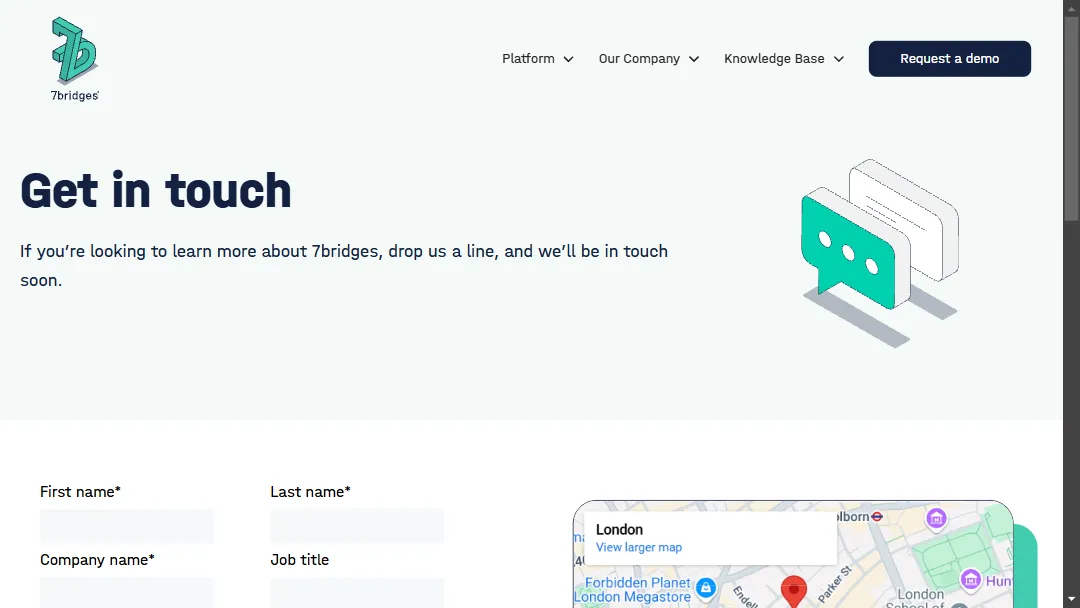 7bridges
Platform
Our Company
Knowledge Base
Request a demo
Get in touch
If you're looking to learn more about 7bridges, drop us a line, and we'll be in touch
soon.
First name*
Last name*
Company name*
Job title
London
View larger map
Forbidden Planet
London Megastore
Endell
Parker St
London
School of